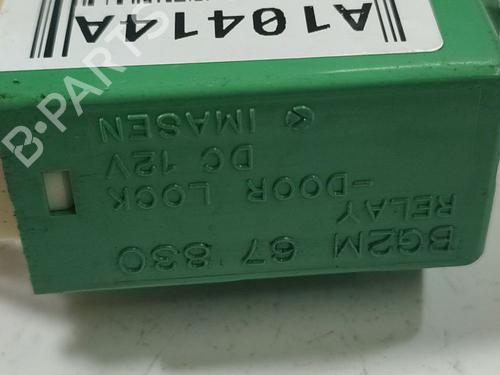 A10414A
B-PARTS
BG2M 67 830
RELAY
-DOOR LOCK
DC 12V
IMASEN